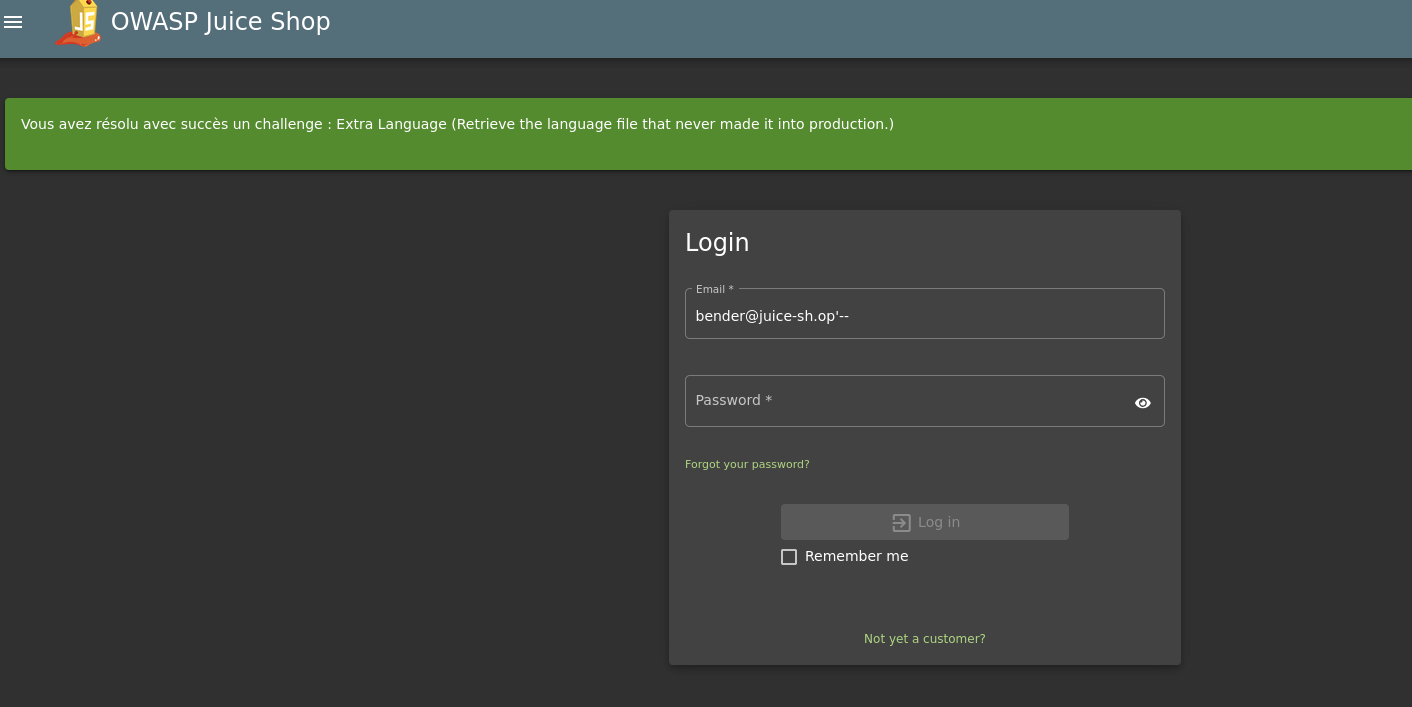 OWASP Juice Shop
Vous avez résolu avec succès un challenge : Extra Language (Retrieve the language file that never made it into production.)
Login
Email *
bender@juice-sh.op'--
Password *
Forgot your password?
Log in
Remember me
Not yet a customer?